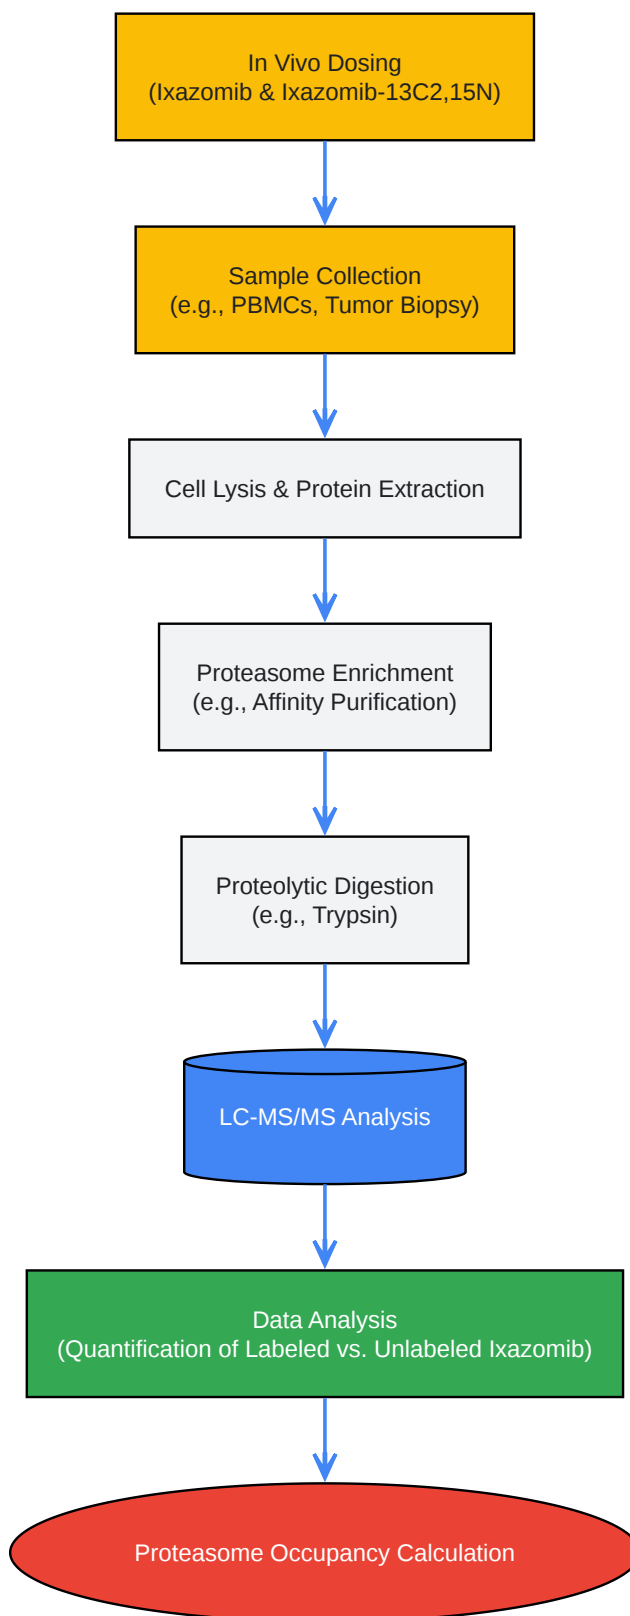 In Vivo Dosing
(Ixazomib & Ixazomib-13C2,15N)
Sample Collection
(e.g., PBMCs, Tumor Biopsy)
Cell Lysis & Protein Extraction
Proteasome Enrichment
(e.g., Affinity Purification)
Proteolytic Digestion
(e.g., Trypsin)
LC-MS/MS Analysis
Data Analysis
(Quantification of Labeled vs. Unlabeled Ixazomib)
Proteasome Occupancy Calculation